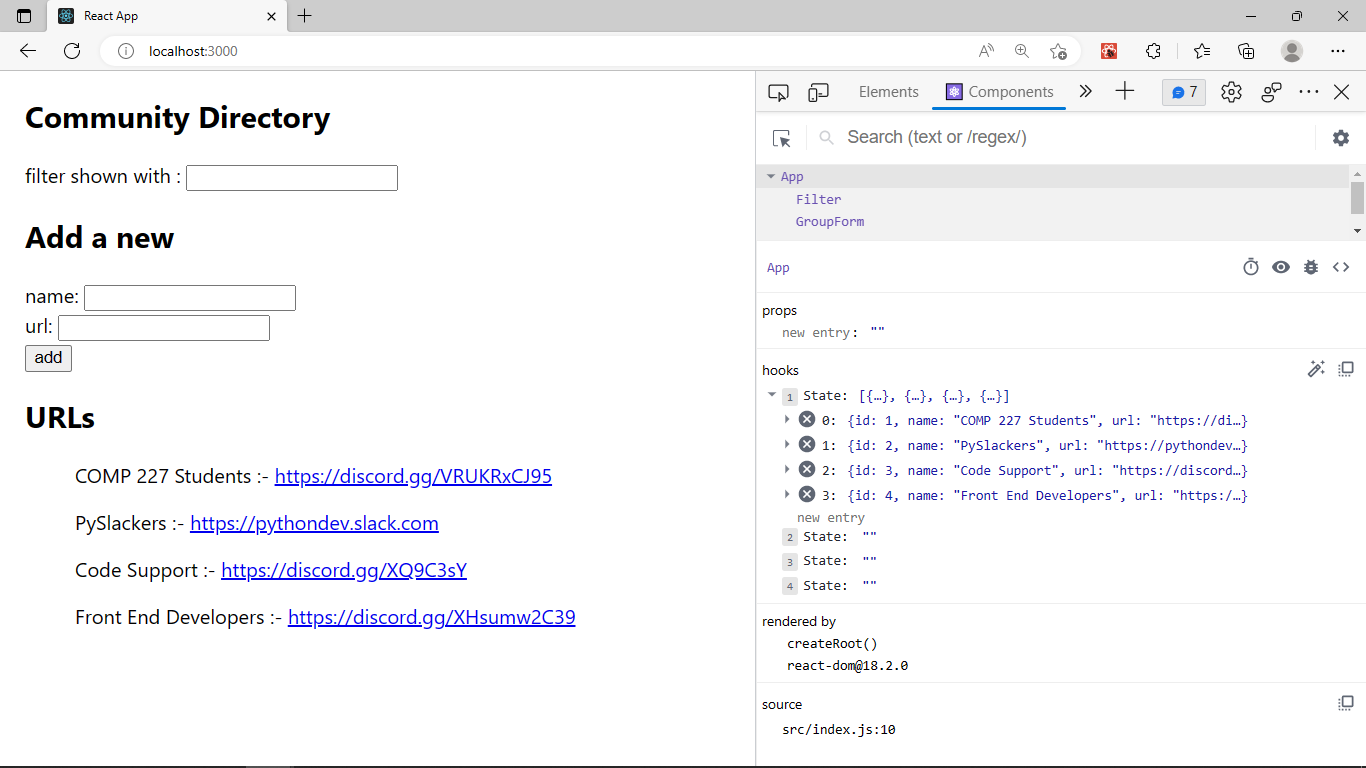 React App
localhost:3000
Community Directory
filter shown with :
Add a new
name:
url:
add
URLs
COMP 227 Students :- https://discord.gg/VRUKRxCJ95
PySlackers :- https://pythondev.slack.com
Code Support :- https://discord.gg/XQ9C3sY
Front End Developers :- https://discord.gg/XHsumw2C39
Elements Components 7
Search (text or /regex/)
App
Filter
GroupForm
App
props
new entry: ""
hooks
1 State: [{…}, {…}, {…}, {…}]
0: {id: 1, name: "COMP 227 Students", url: "https://di…}
1: {id: 2, name: "PySlackers", url: "https://pythondev…}
2: {id: 3, name: "Code Support", url: "https://discord…}
3: {id: 4, name: "Front End Developers", url: "https:/…}
new entry
2 State: ""
3 State: ""
4 State: ""
rendered by
createRoot()
react-dom@18.2.0
source
src/index.js:10